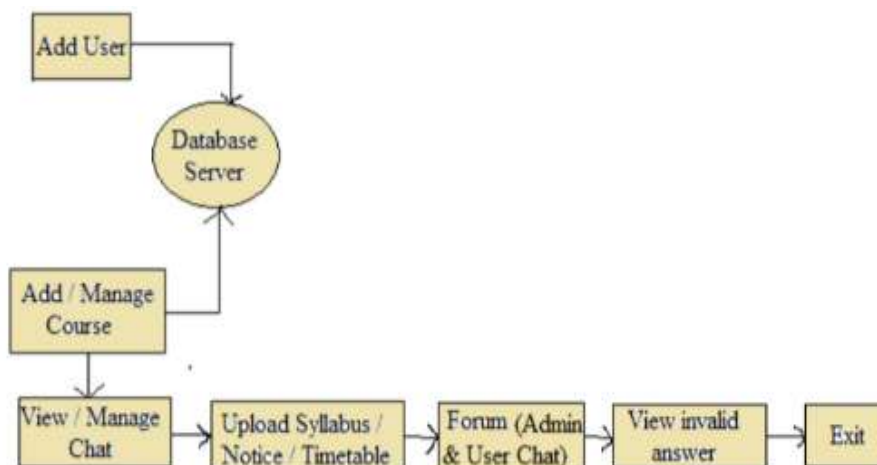 Add User
Database
Server
Add / Manage
Course
View / Manage
Chat
Upload Syllabus /
Notice / Timetable
Forum (Admin
& User Chat)
View invalid
answer
Exit